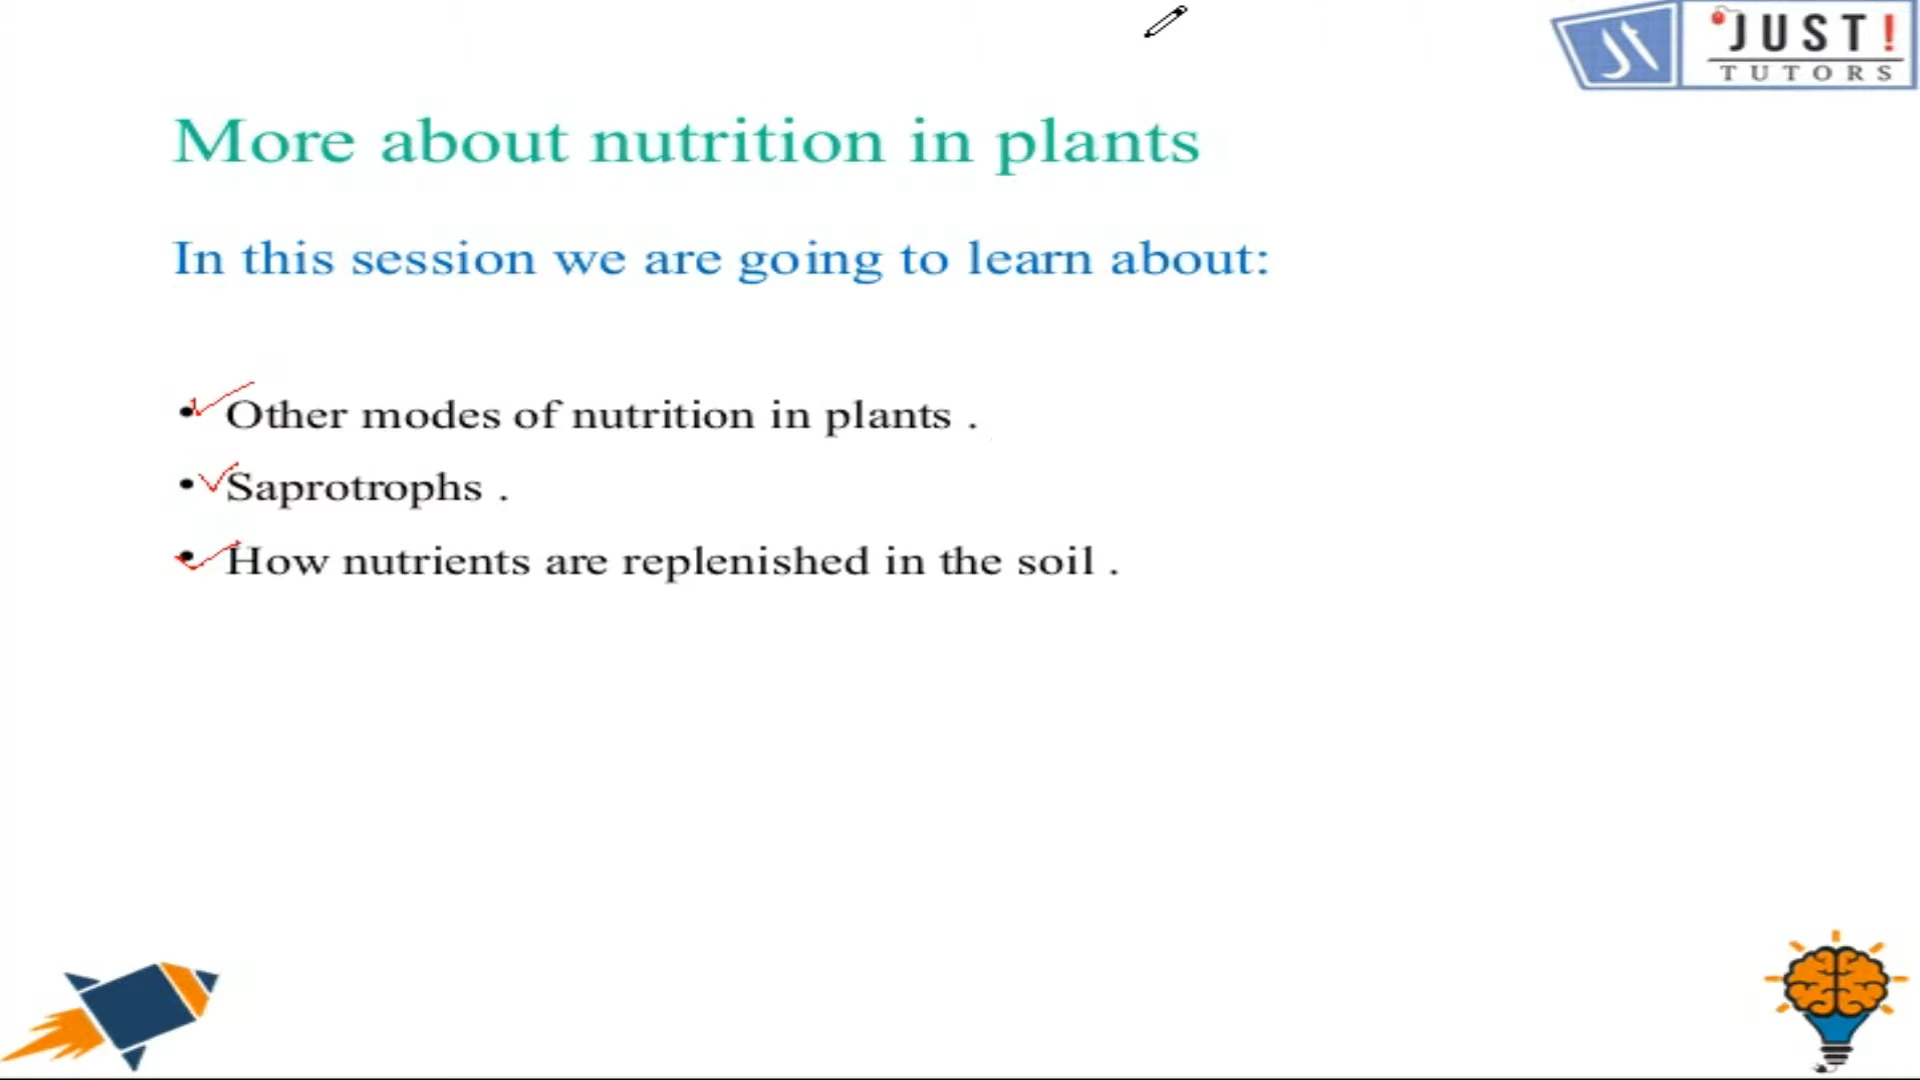 JUST!
TUTORS
More about nutrition in plants
In this session we are going to learn about:
• Other modes of nutrition in plants .
• Saprotrophs .
• How nutrients are replenished in the soil .